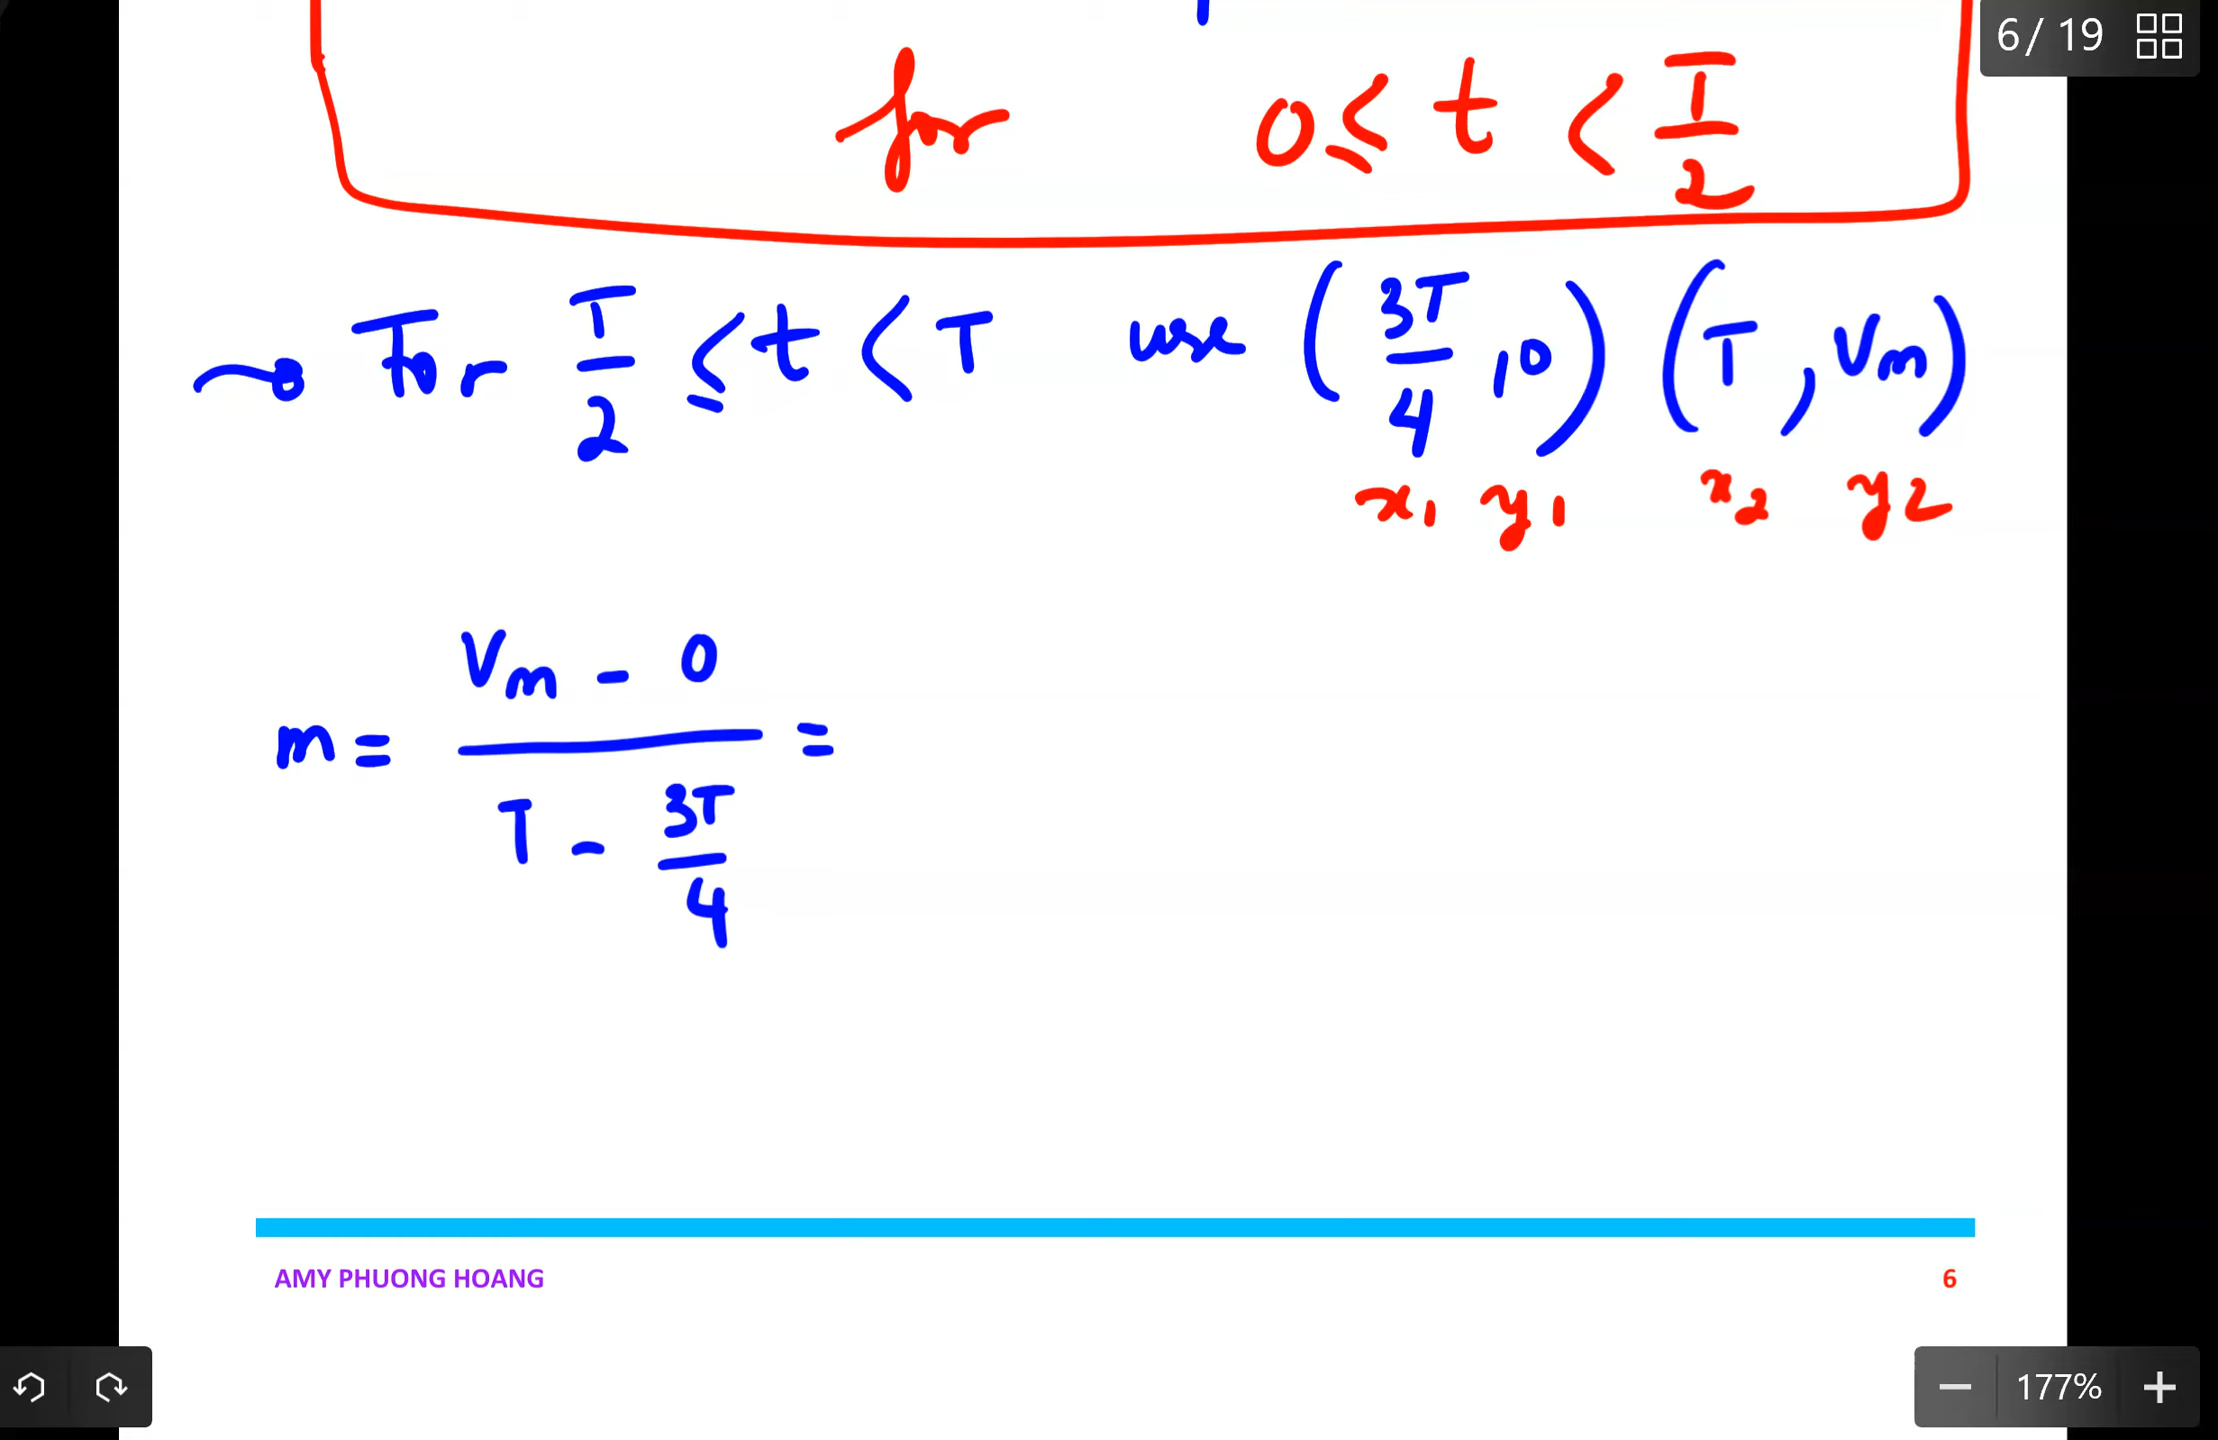 6 / 19
for 0 ≤ t < T/2
For T/2 ≤ t < T use (3T/4 , 0) (T , Vm)
x1 y1 x2 y2
m = (Vm - 0)/(T - 3T/4) =
AMY PHUONG HOANG 6
177%